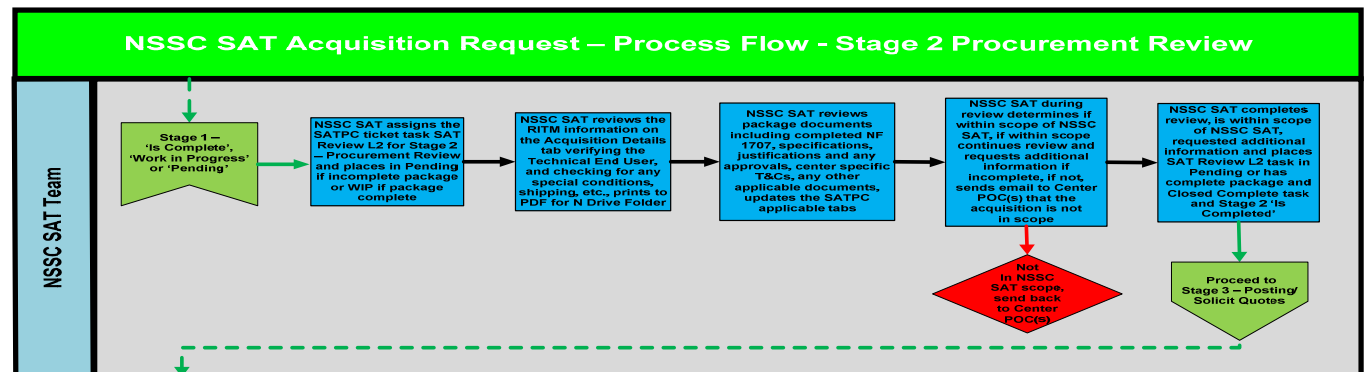 NSSC SAT Acquisition Request – Process Flow - Stage 2 Procurement Review
NSSC SAT Team
Stage 1 –
'Is Complete',
'Work in Progress'
or 'Pending'
NSSC SAT assigns the
SATPC ticket task SAT
Review L2 for Stage 2
– Procurement Review
and places in Pending
if incomplete package
or WIP if package
complete
NSSC SAT reviews the
RITM information on
the Acquisition Details
tab verifying the
Technical End User,
and checking for any
special conditions,
shipping, etc., prints to
PDF for N Drive Folder
NSSC SAT reviews
package documents
including completed NF
1707, specifications,
justifications and any
approvals, center specific
T&Cs, any other
applicable documents,
updates the SATPC
applicable tabs
NSSC SAT during
review determines if
within scope of NSSC
SAT, if within scope
continues review and
requests additional
information if
incomplete, if not,
sends email to Center
POC(s) that the
acquisition is not
in scope
NSSC SAT completes
review, is within scope
of NSSC SAT,
requested additional
information and places
SAT Review L2 task in
Pending or has
complete package and
Closed Complete task
and Stage 2 'Is
Completed'
Not
In NSSC
SAT scope,
send back
to Center
POC(s)
Proceed to
Stage 3 – Posting/
Solicit Quotes